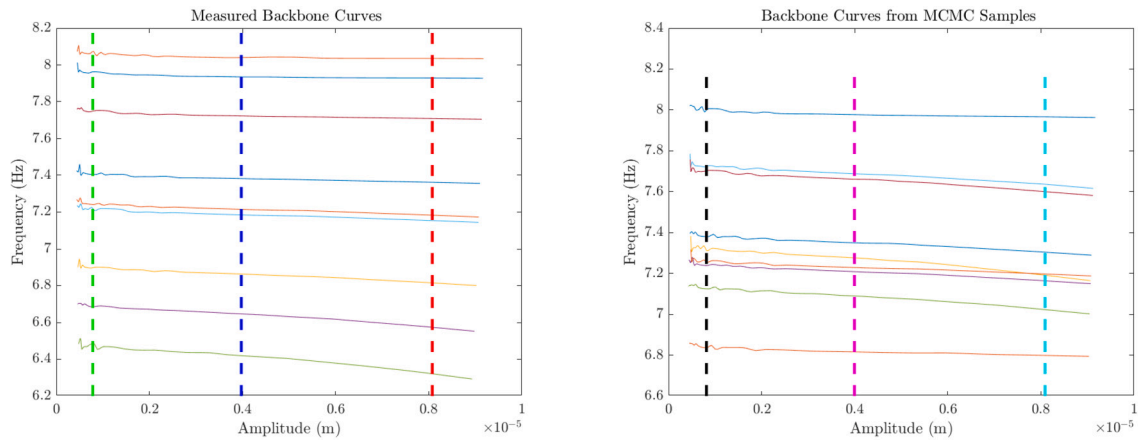 Measured Backbone Curves
8.2
8
7.8
7.6
7.4
7.2
7
6.8
6.6
6.4
6.2
Frequency (Hz)
0 0.2 0.4 0.6 0.8 1
Amplitude (m) ×10⁻⁵
Backbone Curves from MCMC Samples
8.4
8.2
8
7.8
7.6
7.4
7.2
7
6.8
6.6
Frequency (Hz)
0 0.2 0.4 0.6 0.8 1
Amplitude (m) ×10⁻⁵